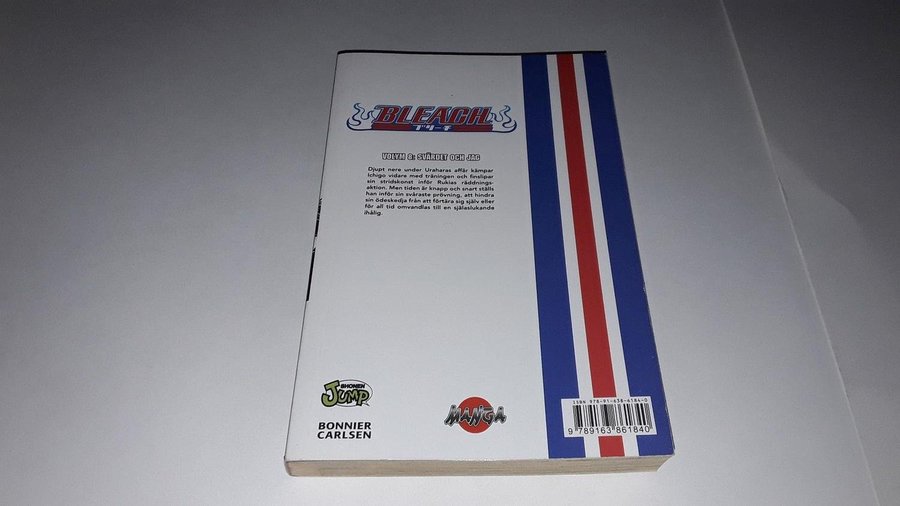 BLEACH
ブリーチ
VOLYM 8: SVÄRDET OCH JAG
Djupt nere under Uraharas affär kämpar
Ichigo vidare med träningen och finslipar
sin stridskonst inför Rukias räddnings-
aktion. Men tiden är knapp och snart ställs
han inför sin svåraste prövning, att hindra
sin ödeskedja från att förtära sig själv eller
för all tid omvandlas till en själaslukande
ihålig.
SHONEN
JUMP
BONNIER
CARLSEN
MANGA
ISBN 978-91-638-6184-0
9 789163 861840